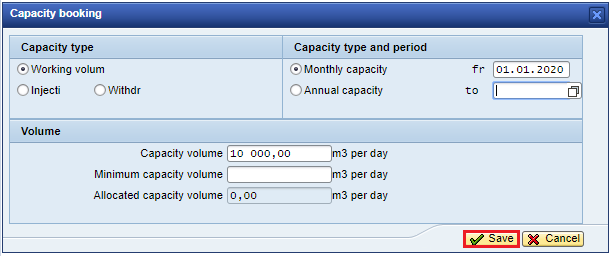 Capacity booking
Capacity type
Working volum
Injecti Withdr
Capacity type and period
Monthly capacity fr 01.01.2020
Annual capacity to
Volume
Capacity volume 10 000,00 m3 per day
Minimum capacity volume m3 per day
Allocated capacity volume 0,00 m3 per day
Save Cancel